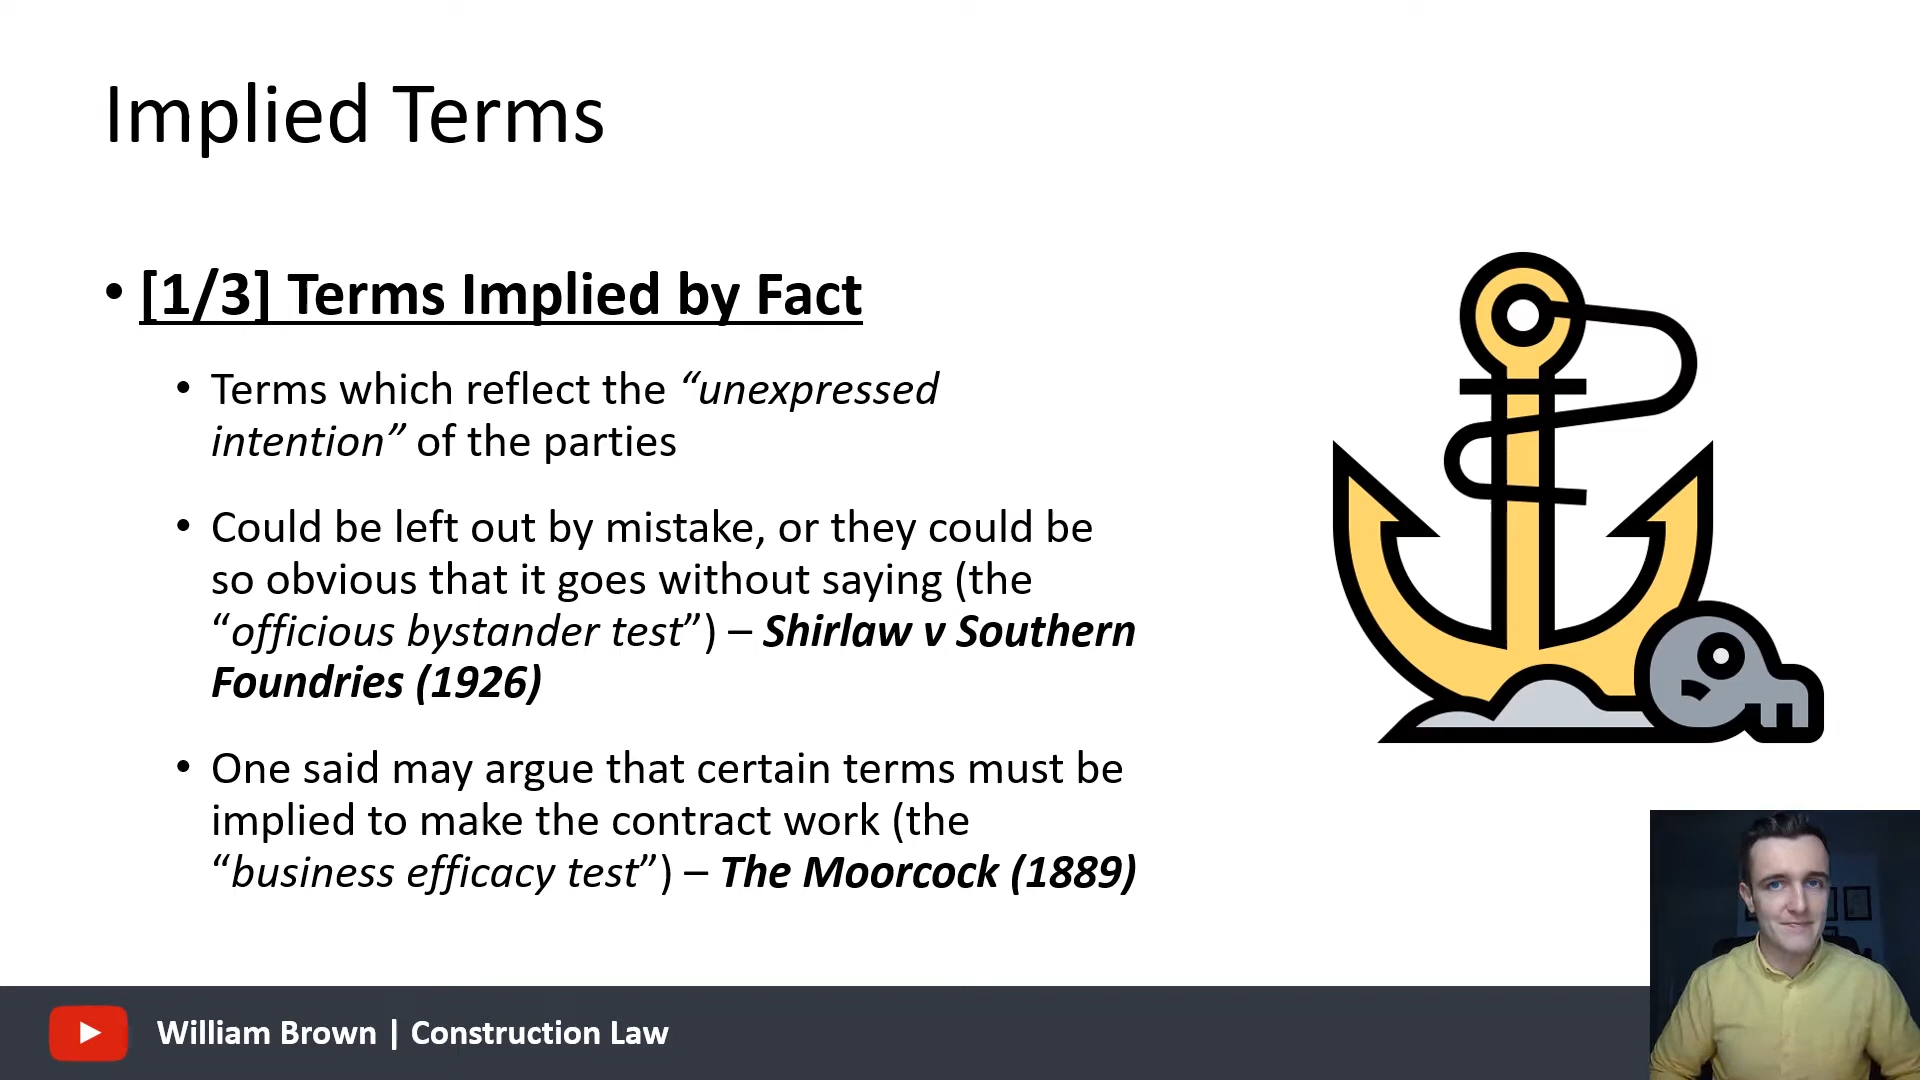 Implied Terms
• [1/3] Terms Implied by Fact
• Terms which reflect the “unexpressed
intention” of the parties
• Could be left out by mistake, or they could be
so obvious that it goes without saying (the
“officious bystander test”) – Shirlaw v Southern
Foundries (1926)
• One said may argue that certain terms must be
implied to make the contract work (the
“business efficacy test”) – The Moorcock (1889)
William Brown | Construction Law